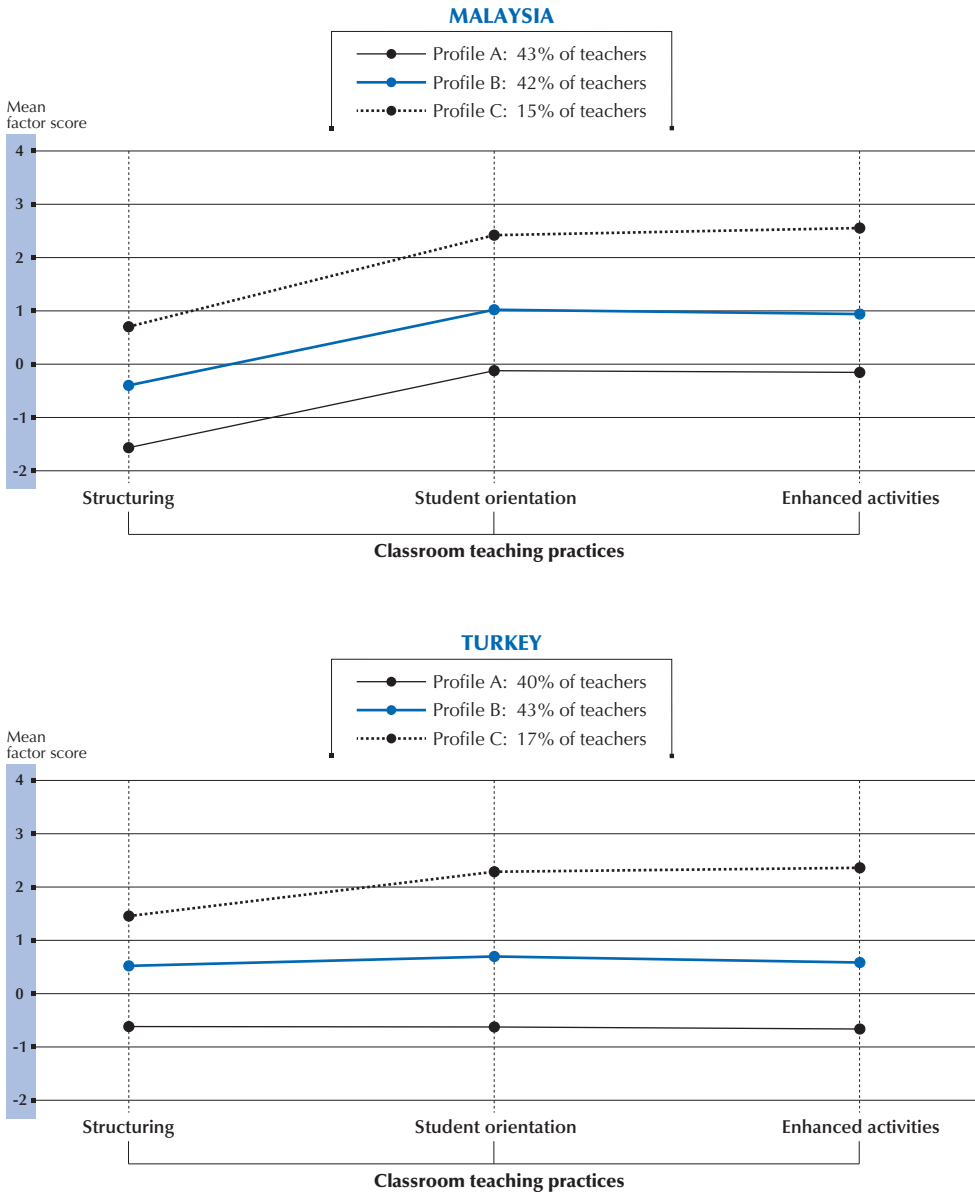 MALAYSIA
Profile A: 43% of teachers
Profile B: 42% of teachers
Profile C: 15% of teachers
Mean
factor score
4
3
2
1
0
-1
-2
Structuring Student orientation Enhanced activities
Classroom teaching practices
TURKEY
Profile A: 40% of teachers
Profile B: 43% of teachers
Profile C: 17% of teachers
Mean
factor score
4
3
2
1
0
-1
-2
Structuring Student orientation Enhanced activities
Classroom teaching practices